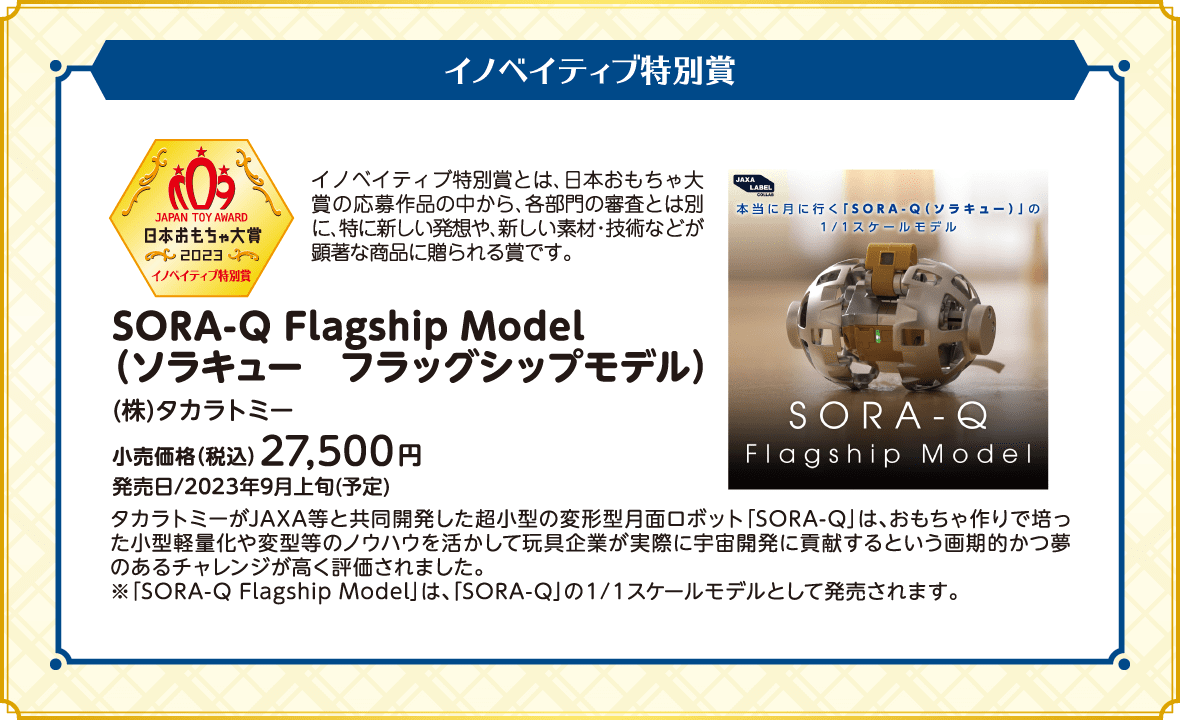 イノベイティブ特別賞
JAPAN TOY AWARD
日本おもちゃ大賞
2023
イノベイティブ特別賞
イノベイティブ特別賞とは、日本おもちゃ大
賞の応募作品の中から、各部門の審査とは別
に、特に新しい発想や、新しい素材・技術などが
顕著な商品に贈られる賞です。
SORA-Q Flagship Model
(ソラキュー　フラッグシップモデル)
(株)タカラトミー
小売価格(税込) 27,500円
発売日/2023年9月上旬(予定)
JAXA
LABEL
COLLAB
本当に月に行く「SORA-Q(ソラキュー)」の
1/1スケールモデル
SORA-Q
Flagship Model
タカラトミーがJAXA等と共同開発した超小型の変形型月面ロボット「SORA-Q」は、おもちゃ作りで培っ
た小型軽量化や変型等のノウハウを活かして玩具企業が実際に宇宙開発に貢献するという画期的かつ夢
のあるチャレンジが高く評価されました。
※「SORA-Q Flagship Model」は、「SORA-Q」の1/1スケールモデルとして発売されます。